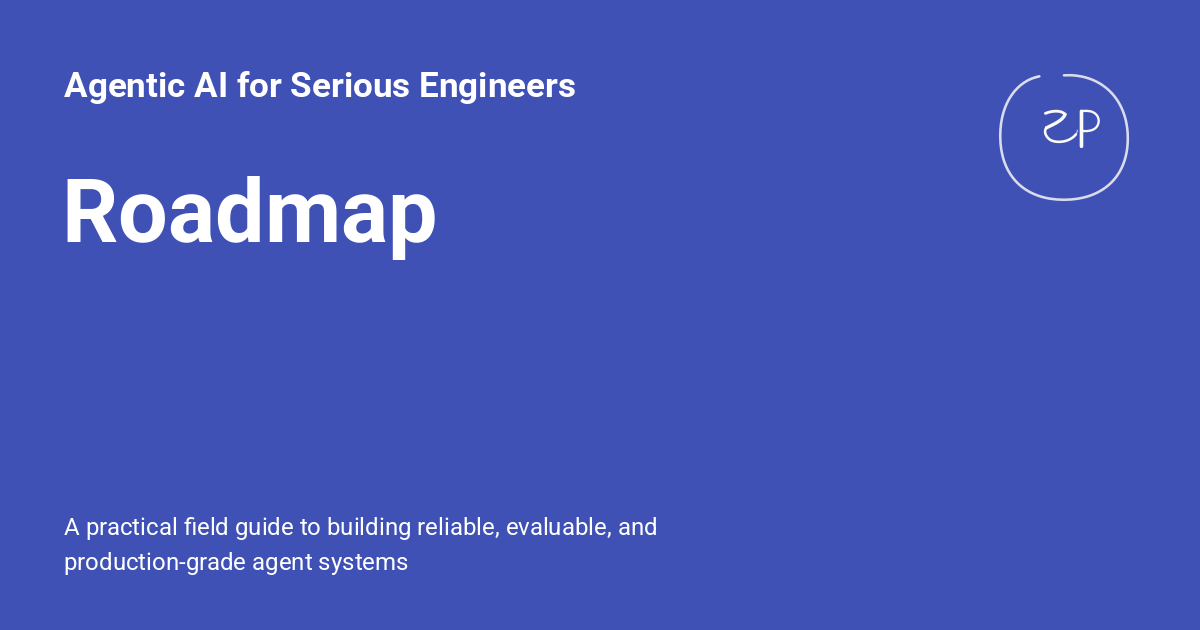 Agentic AI for Serious Engineers
Roadmap
A practical field guide to building reliable, evaluable, and
production-grade agent systems